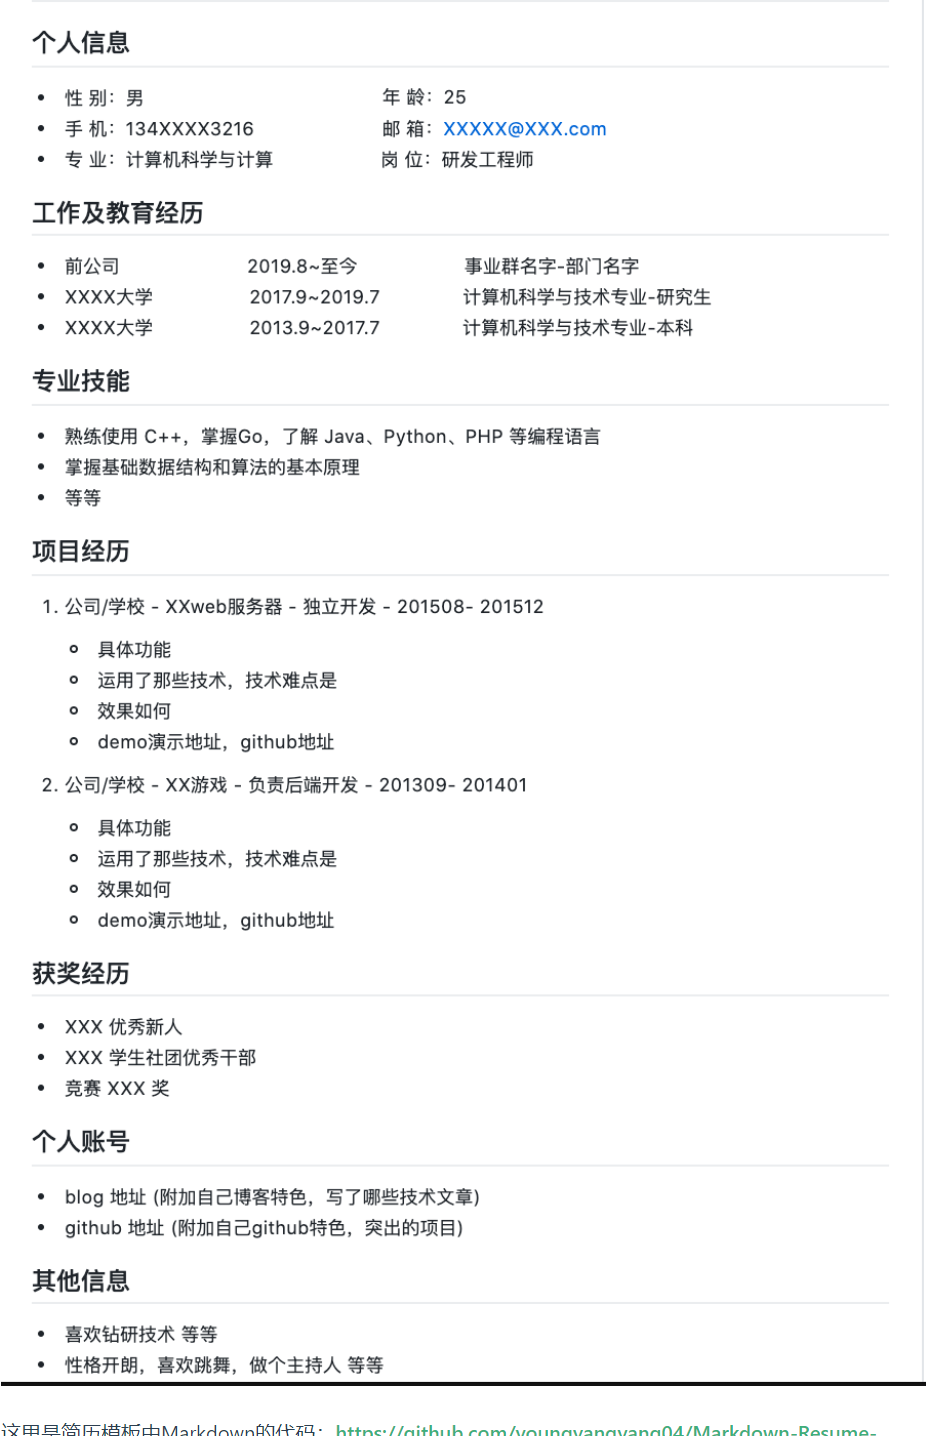 个人信息
性 别：男 年 龄：25
手 机：134XXXX3216 邮 箱：XXXXX@XXX.com
专 业：计算机科学与计算 岗 位：研发工程师
工作及教育经历
前公司 2019.8~至今 事业群名字-部门名字
XXXX大学 2017.9~2019.7 计算机科学与技术专业-研究生
XXXX大学 2013.9~2017.7 计算机科学与技术专业-本科
专业技能
熟练使用 C++，掌握Go，了解 Java、Python、PHP 等编程语言
掌握基础数据结构和算法的基本原理
等等
项目经历
1. 公司/学校 - XXweb服务器 - 独立开发 - 201508- 201512
具体功能
运用了那些技术，技术难点是
效果如何
demo演示地址，github地址
2. 公司/学校 - XX游戏 - 负责后端开发 - 201309- 201401
具体功能
运用了那些技术，技术难点是
效果如何
demo演示地址，github地址
获奖经历
XXX 优秀新人
XXX 学生社团优秀干部
竞赛 XXX 奖
个人账号
blog 地址 (附加自己博客特色，写了哪些技术文章)
github 地址 (附加自己github特色，突出的项目)
其他信息
喜欢钻研技术 等等
性格开朗，喜欢跳舞，做个主持人 等等
这里是简历模板中Markdown的代码：https://github.com/youngyangyang04/Markdown-Resume-